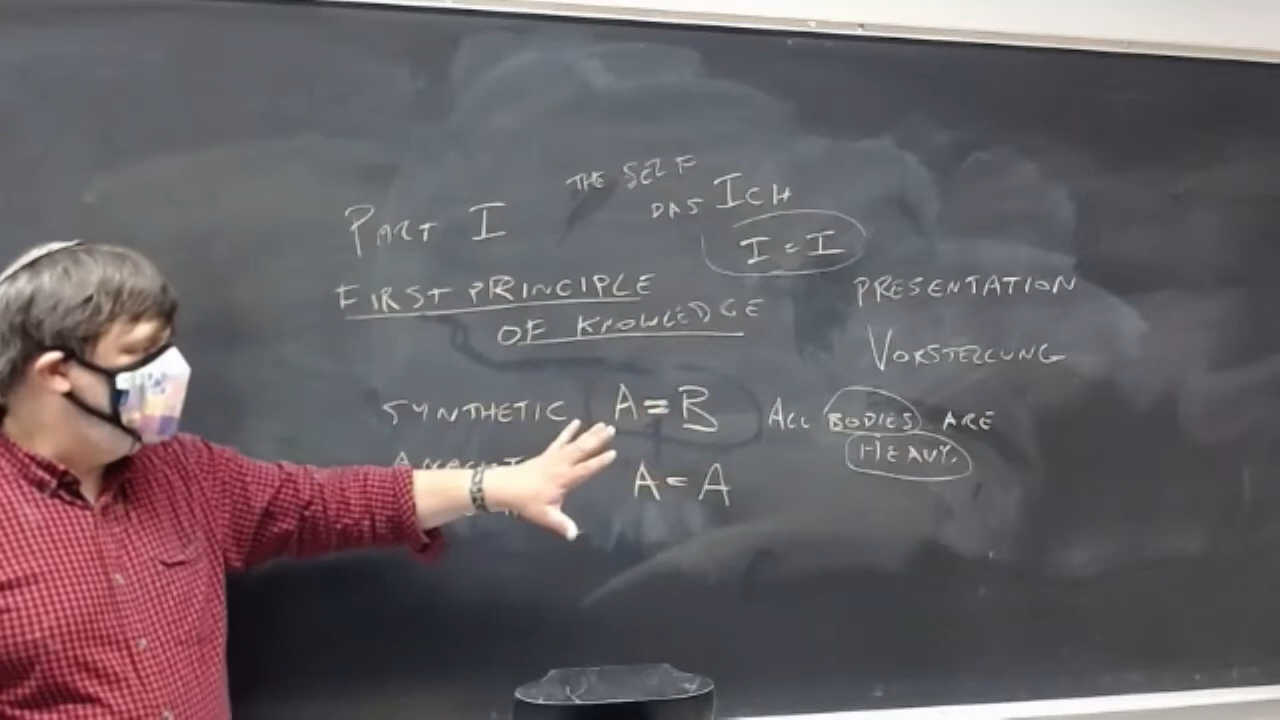 THE SELF
DAS ICH
PART I
I = I
FIRST PRINCIPLE
OF KNOWLEDGE
PRESENTATION
VORSTELLUNG
SYNTHETIC A = B ALL BODIES ARE
HEAVY.
A = A